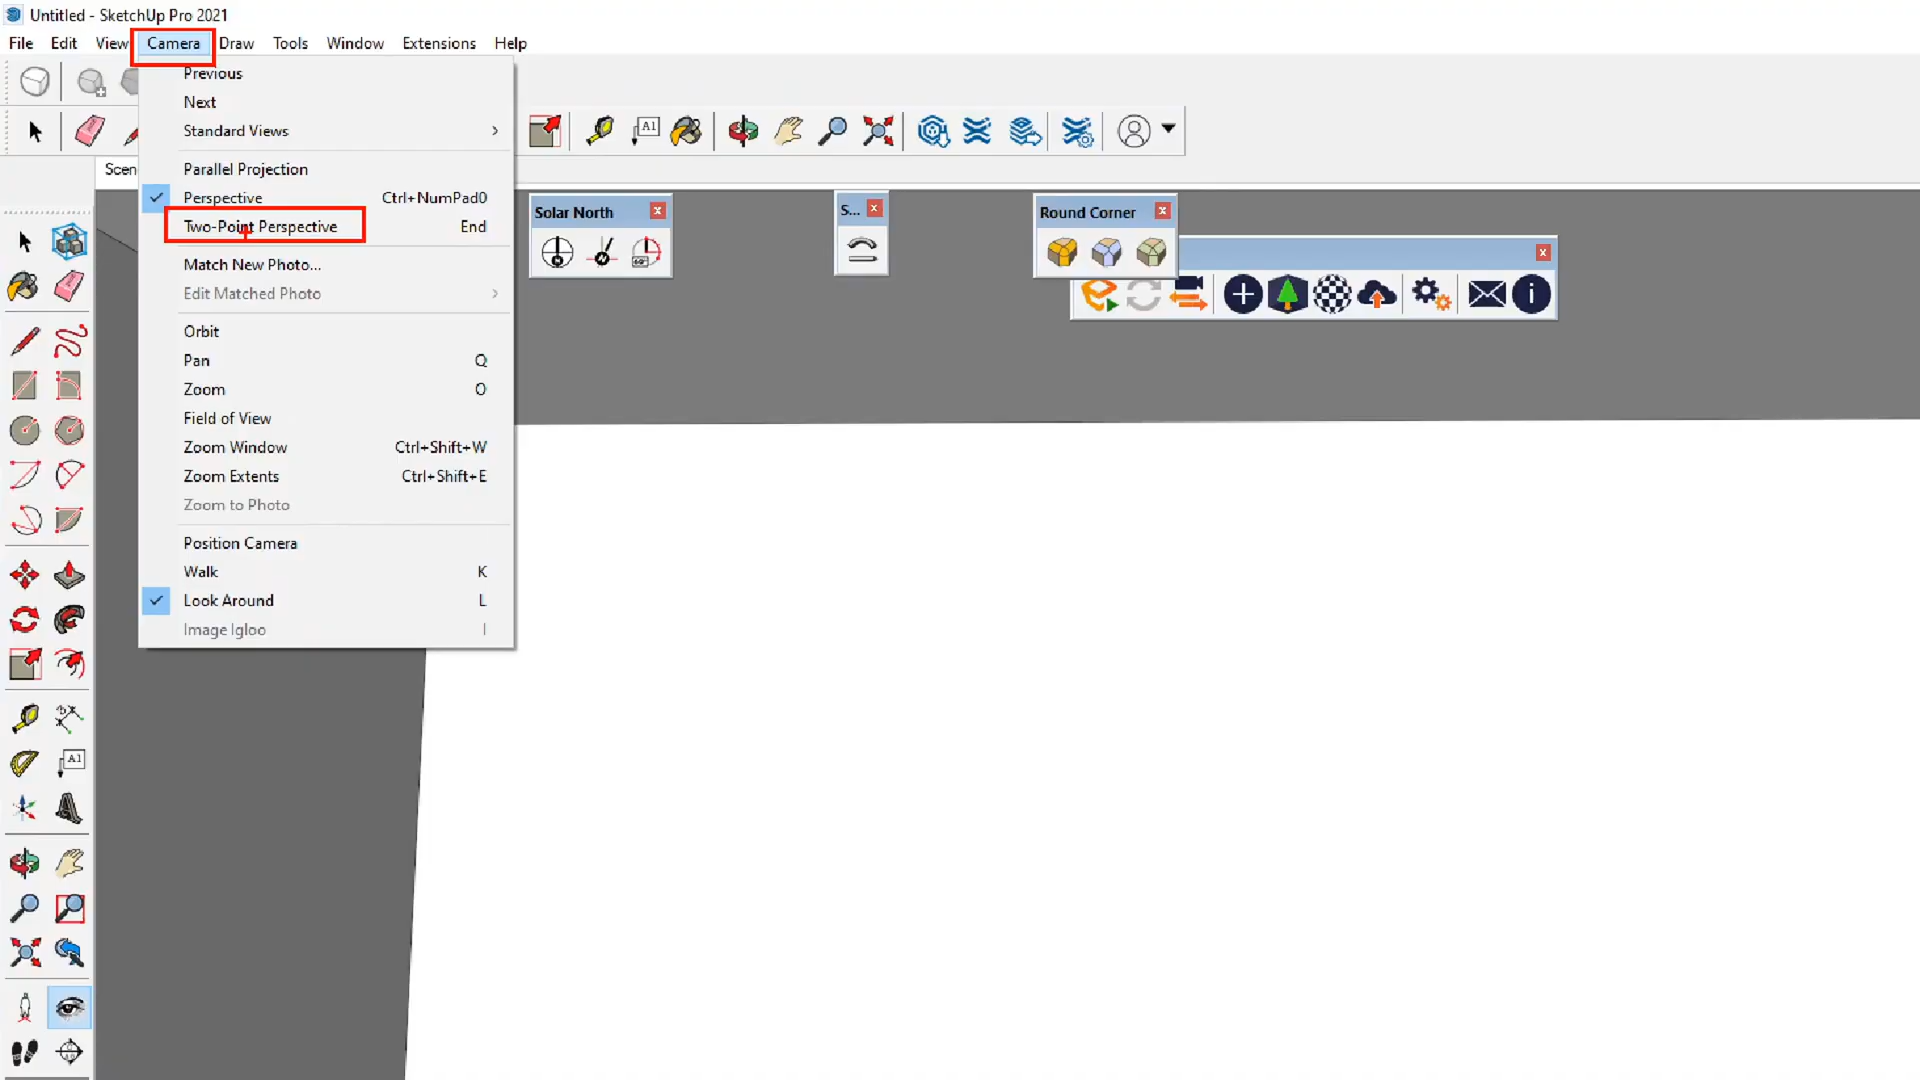 Untitled - SketchUp Pro 2021
File Edit View Camera Draw Tools Window Extensions Help
Previous
Next
Standard Views
A1
Scen
Parallel Projection
Perspective Ctrl+NumPad0
Two-Point Perspective End
Solar North
S...
Round Corner
Match New Photo...
Edit Matched Photo
Orbit
Pan Q
Zoom O
Field of View
Zoom Window Ctrl+Shift+W
Zoom Extents Ctrl+Shift+E
Zoom to Photo
Position Camera
Walk K
Look Around L
Image Igloo I
A1